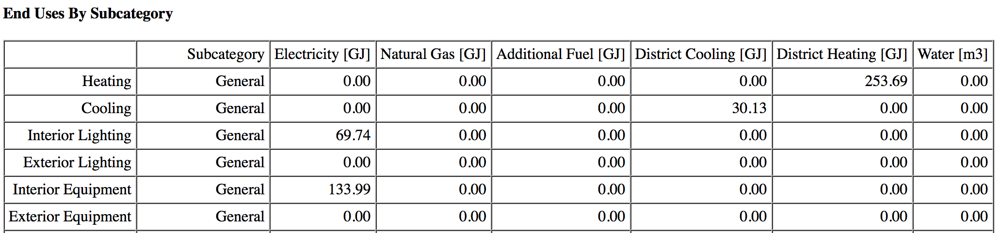 End Uses By Subcategory
Subcategory Electricity [GJ] Natural Gas [GJ] Additional Fuel [GJ] District Cooling [GJ] District Heating [GJ] Water [m3]
Heating General 0.00 0.00 0.00 0.00 253.69 0.00
Cooling General 0.00 0.00 0.00 30.13 0.00 0.00
Interior Lighting General 69.74 0.00 0.00 0.00 0.00 0.00
Exterior Lighting General 0.00 0.00 0.00 0.00 0.00 0.00
Interior Equipment General 133.99 0.00 0.00 0.00 0.00 0.00
Exterior Equipment General 0.00 0.00 0.00 0.00 0.00 0.00